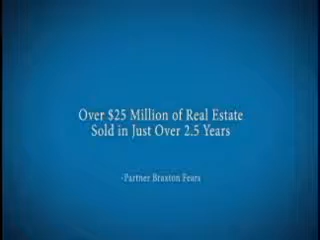 Over $25 Million of Real Estate
Sold in Just Over 2.5 Years
-Partner Braxton Fears